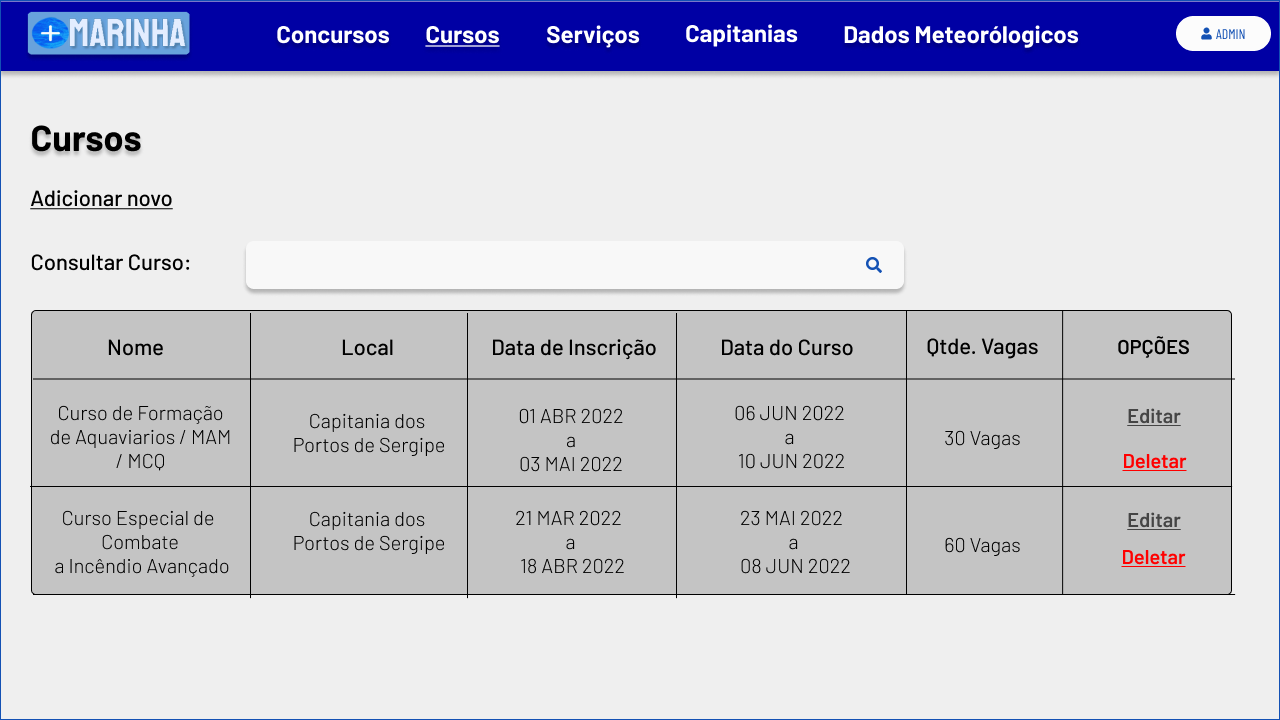 +MARINHA
Concursos
Cursos
Serviços
Capitanias
Dados Meteorólogicos
ADMIN
Cursos
Adicionar novo
Consultar Curso:
Nome
Local
Data de Inscrição
Data do Curso
Qtde. Vagas
OPÇÕES
Curso de Formação
de Aquaviarios / MAM
/ MCQ
Capitania dos
Portos de Sergipe
01 ABR 2022
a
03 MAI 2022
06 JUN 2022
a
10 JUN 2022
30 Vagas
Editar
Deletar
Curso Especial de
Combate
a Incêndio Avançado
Capitania dos
Portos de Sergipe
21 MAR 2022
a
18 ABR 2022
23 MAI 2022
a
08 JUN 2022
60 Vagas
Editar
Deletar